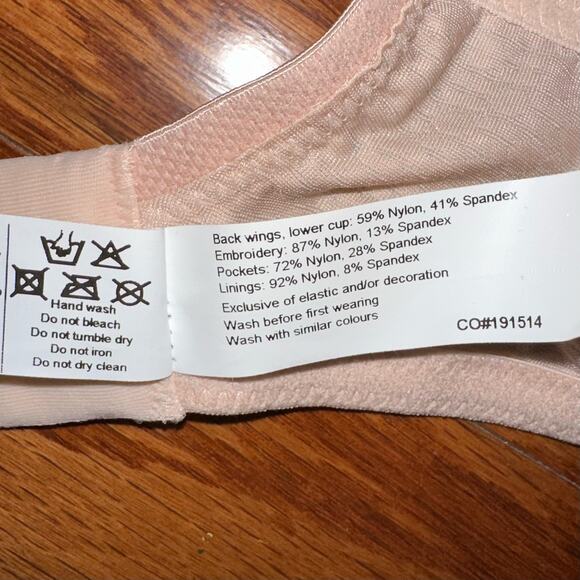 Hand wash
Do not bleach
Do not tumble dry
Do not iron
Do not dry clean
Back wings, lower cup: 59% Nylon, 41% Spandex
Embroidery: 87% Nylon, 13% Spandex
Pockets: 72% Nylon, 28% Spandex
Linings: 92% Nylon, 8% Spandex
Exclusive of elastic and/or decoration
Wash before first wearing
Wash with similar colours
CO#191514